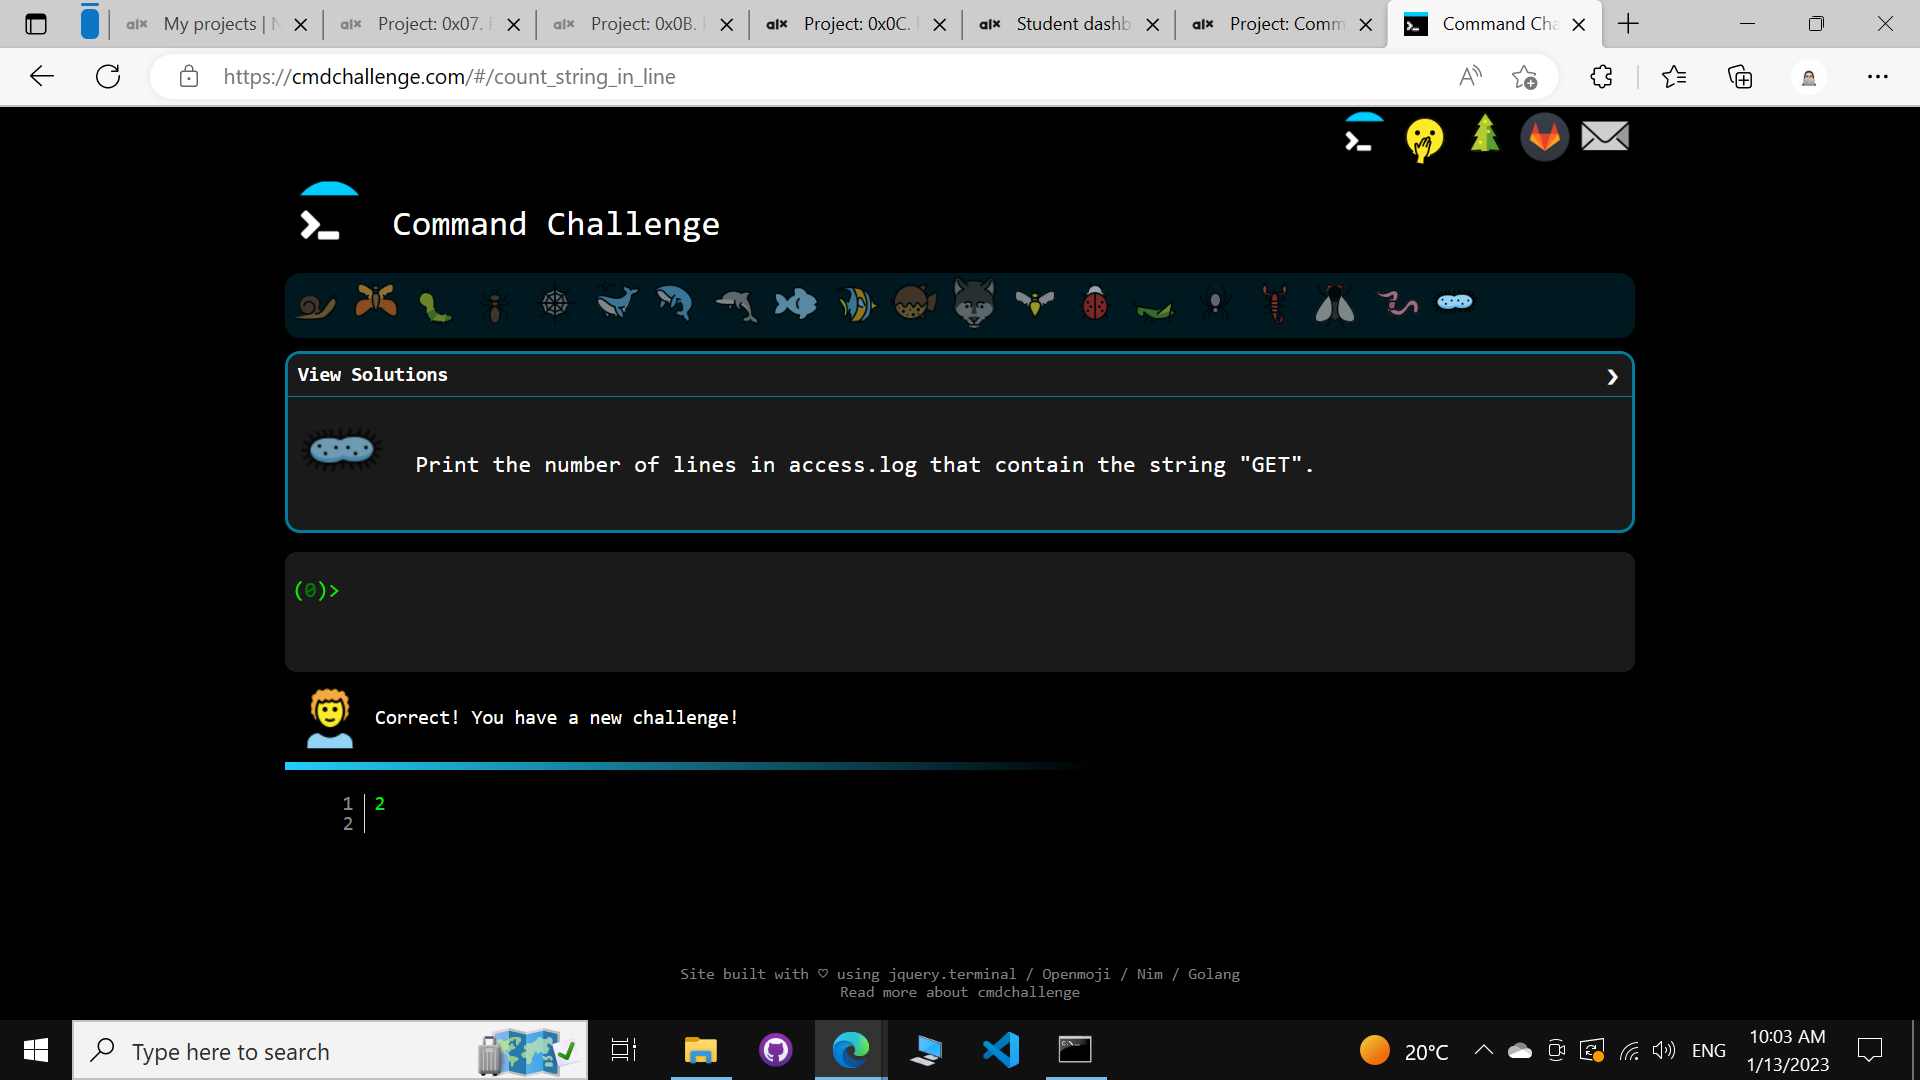 alx My projects | N
alx Project: 0x07.
alx Project: 0x0B.
alx Project: 0x0C.
alx Student dashb
alx Project: Comm
Command Cha
https://cmdchallenge.com/#/count_string_in_line
Command Challenge
View Solutions
Print the number of lines in access.log that contain the string "GET".
(0)>
Correct! You have a new challenge!
1 2
2
Site built with ♡ using jquery.terminal / Openmoji / Nim / Golang
Read more about cmdchallenge
Type here to search
20°C
ENG
10:03 AM
1/13/2023